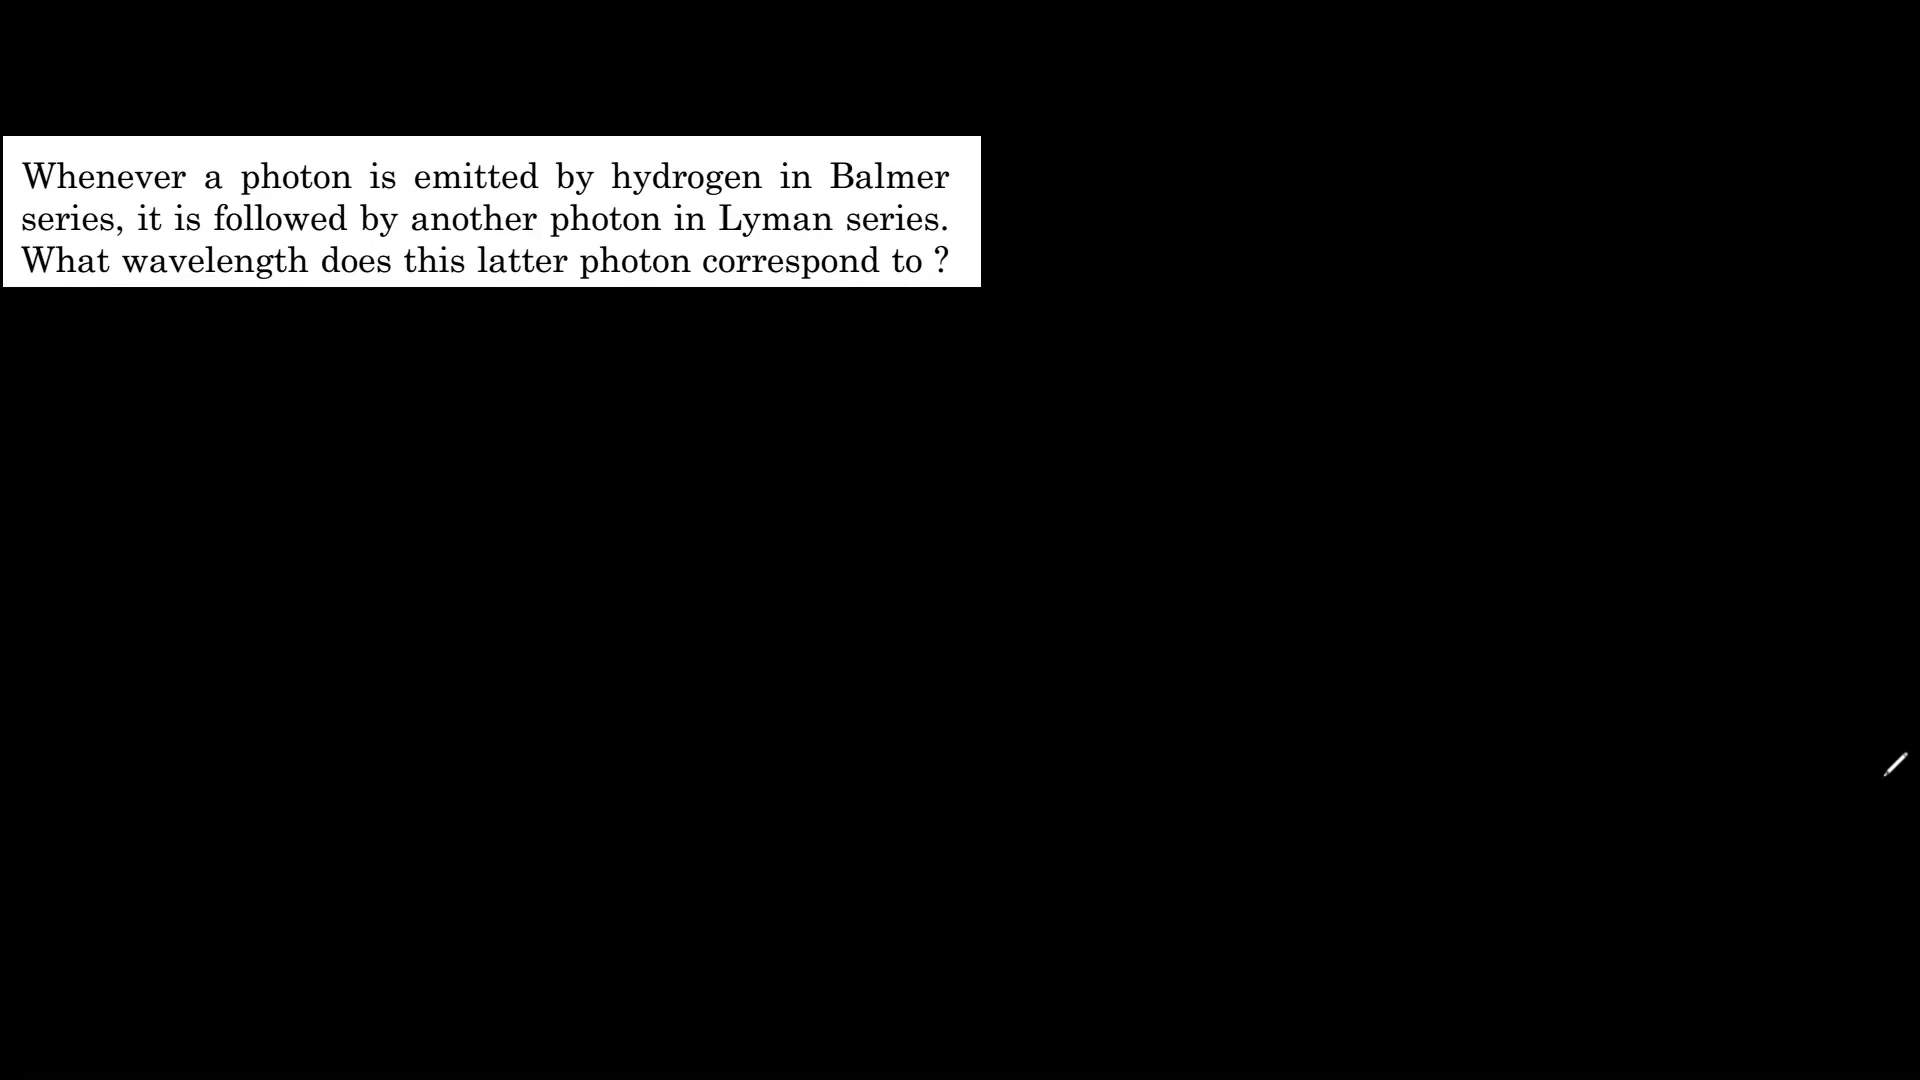 Whenever a photon is emitted by hydrogen in Balmer
series, it is followed by another photon in Lyman series.
What wavelength does this latter photon correspond to ?